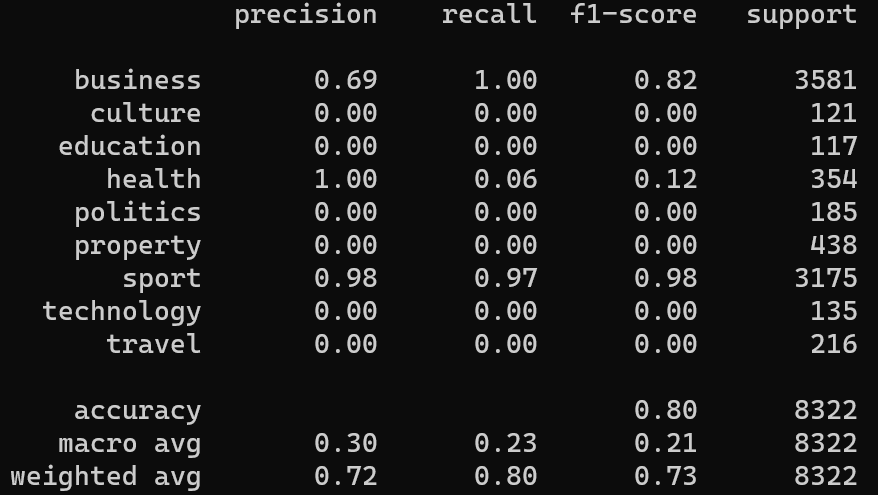 precision recall f1-score support
business 0.69 1.00 0.82 3581
culture 0.00 0.00 0.00 121
education 0.00 0.00 0.00 117
health 1.00 0.06 0.12 354
politics 0.00 0.00 0.00 185
property 0.00 0.00 0.00 438
sport 0.98 0.97 0.98 3175
technology 0.00 0.00 0.00 135
travel 0.00 0.00 0.00 216
accuracy 0.80 8322
macro avg 0.30 0.23 0.21 8322
weighted avg 0.72 0.80 0.73 8322